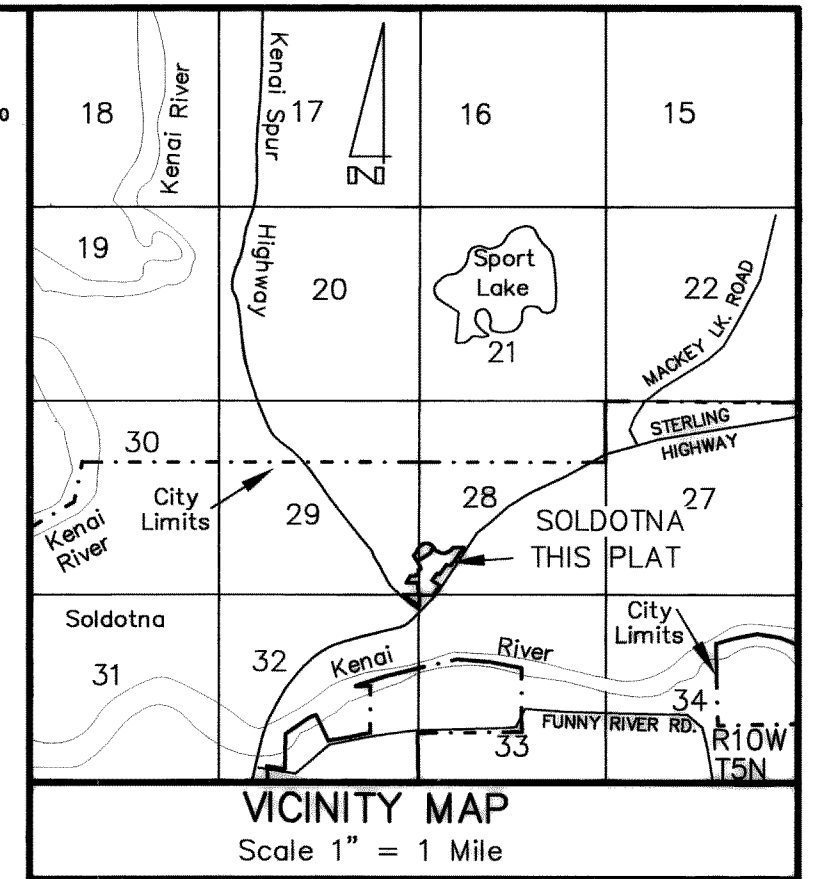 18
Kenai River
Kenai Spur
17
16
15
N
19
Highway
20
Sport
Lake
21
22
MACKEY LK. ROAD
30
City
Limits
29
28
STERLING
HIGHWAY
27
Kenai
River
SOLDOTNA
THIS PLAT
Soldotna
31
32
Kenai
River
City
Limits
34
FUNNY RIVER RD.
33
R10W
T5N
VICINITY MAP
Scale 1" = 1 Mile